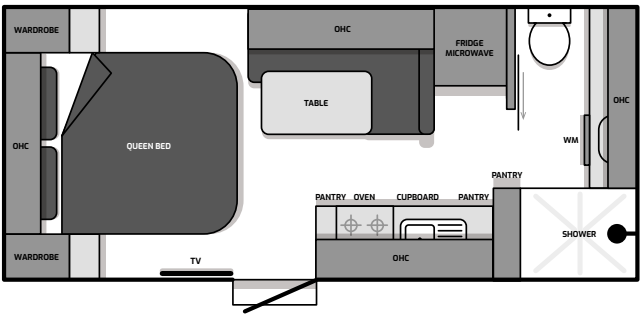 WARDROBE
OHC
FRIDGE
MICROWAVE
TABLE
OHC
OHC
QUEEN BED
WM
PANTRY
PANTRY OVEN CUPBOARD PANTRY
SHOWER
WARDROBE
TV
OHC